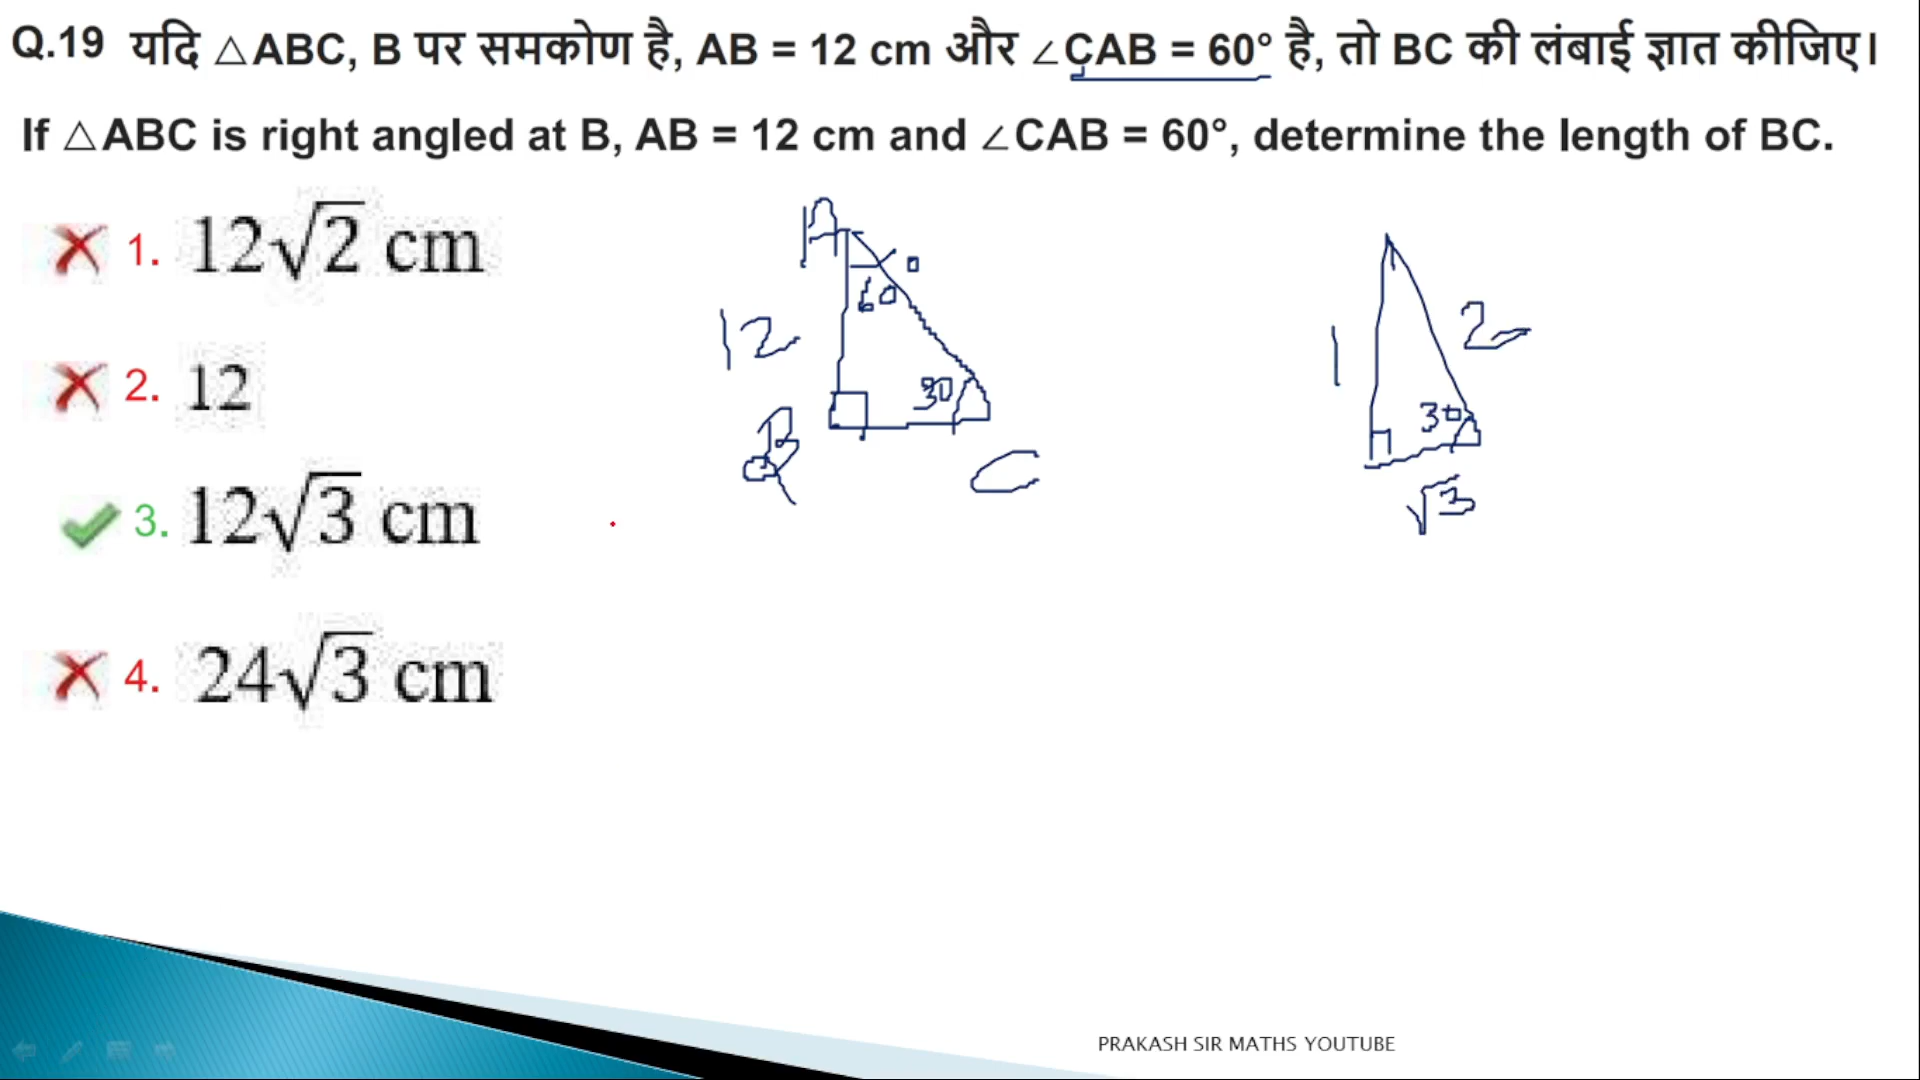 Q.19 यदि △ABC, B पर समकोण है, AB = 12 cm और ∠CAB = 60° है, तो BC की लंबाई ज्ञात कीजिए।
If △ABC is right angled at B, AB = 12 cm and ∠CAB = 60°, determine the length of BC.
1. 12√2 cm
2. 12
3. 12√3 cm
4. 24√3 cm
A
60
12
30
B
C
1
2
30
√3
PRAKASH SIR MATHS YOUTUBE